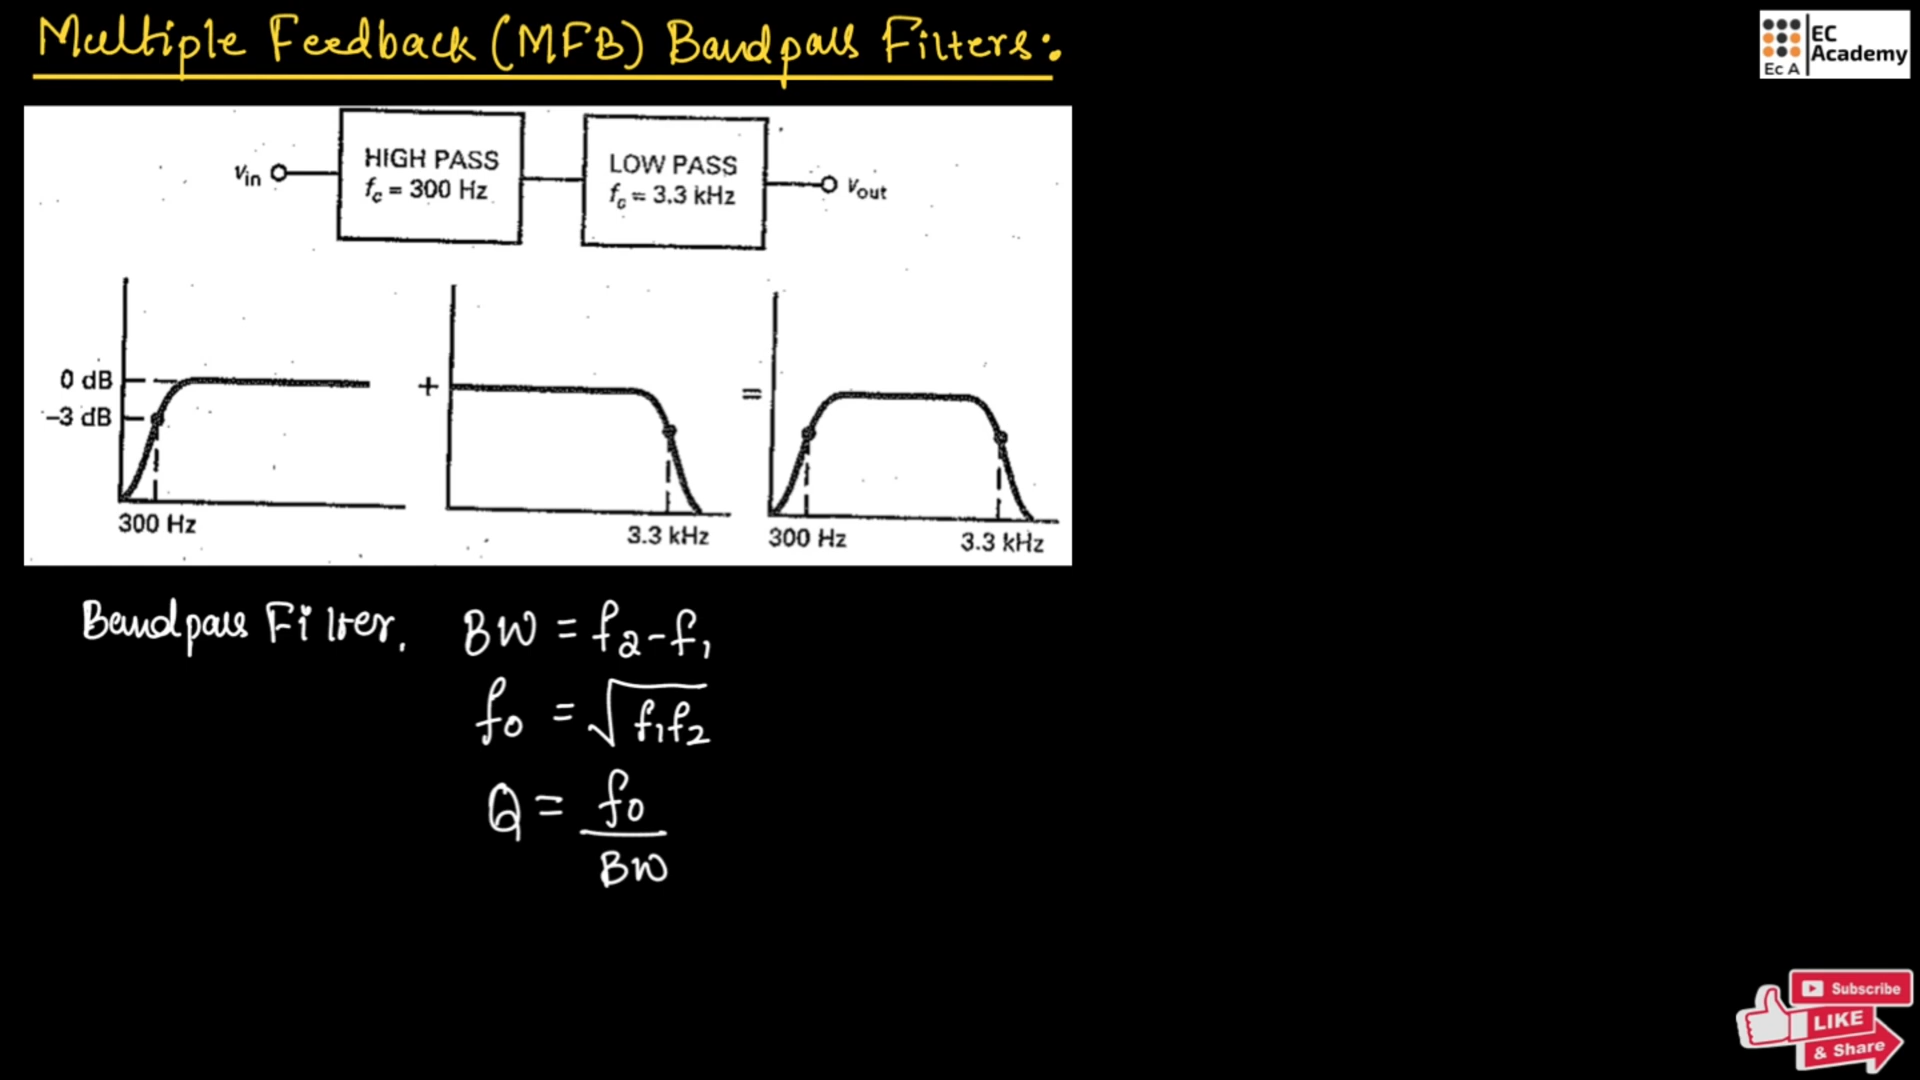 Multiple Feedback (MFB) Bandpass Filters:
EC
Academy
Ec A
HIGH PASS
fc = 300 Hz
LOW PASS
fc = 3.3 kHz
Vin
Vout
0 dB
-3 dB
+
=
300 Hz
3.3 kHz
300 Hz
3.3 kHz
Bandpass Filter. BW = f2-f1
f0 = √f1f2
Q = f0
BW
Subscribe
LIKE
& Share